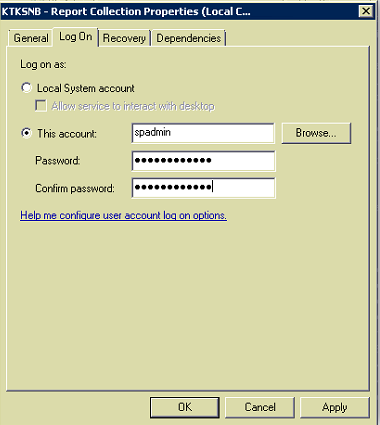 KTKSNB - Report Collection Properties (Local C...
General Log On Recovery Dependencies
Log on as:
Local System account
Allow service to interact with desktop
This account: spadmin Browse...
Password: ●●●●●●●●●●●●
Confirm password: ●●●●●●●●●●●●
Help me configure user account log on options.
OK Cancel Apply